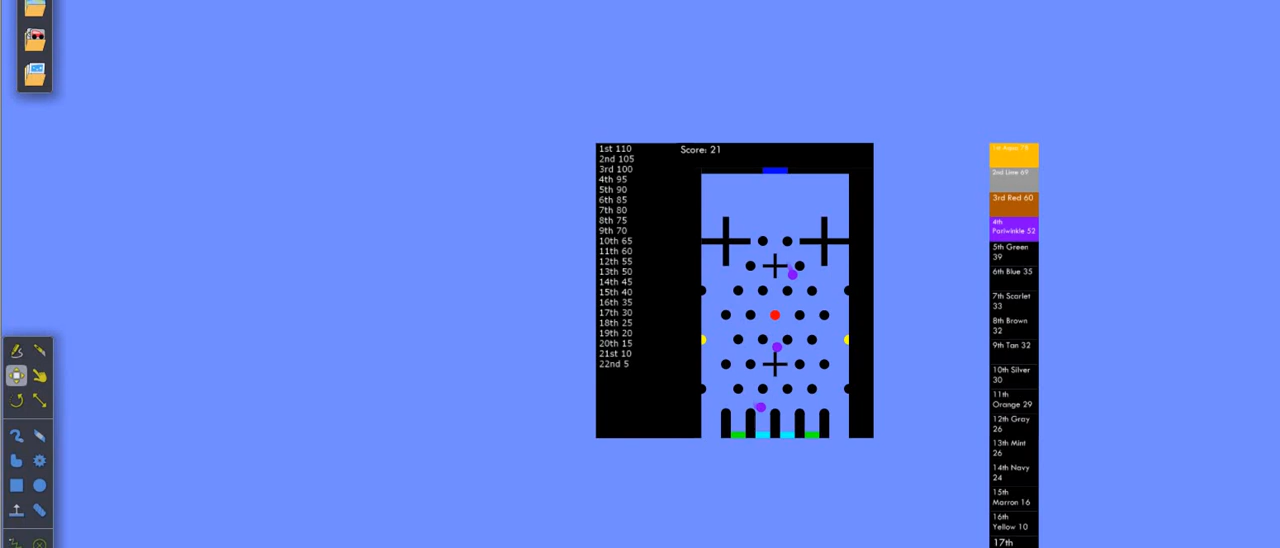 1st 110
2nd 105
3rd 100
4th 95
5th 90
6th 85
7th 80
8th 75
9th 70
10th 65
11th 60
12th 55
13th 50
14th 45
15th 40
16th 35
17th 30
18th 25
19th 20
20th 15
21st 10
22nd 5
Score: 21
2nd Lime 69
3rd Red 60
4th
Pariwinkle 52
5th Green
39
6th Blue 35
7th Scarlet
33
8th Brown
32
9th Tan 32
10th Silver
30
11th
Orange 29
12th Gray
26
13th Mint
26
14th Navy
24
15th
Marron 16
16th
Yellow 10
17th